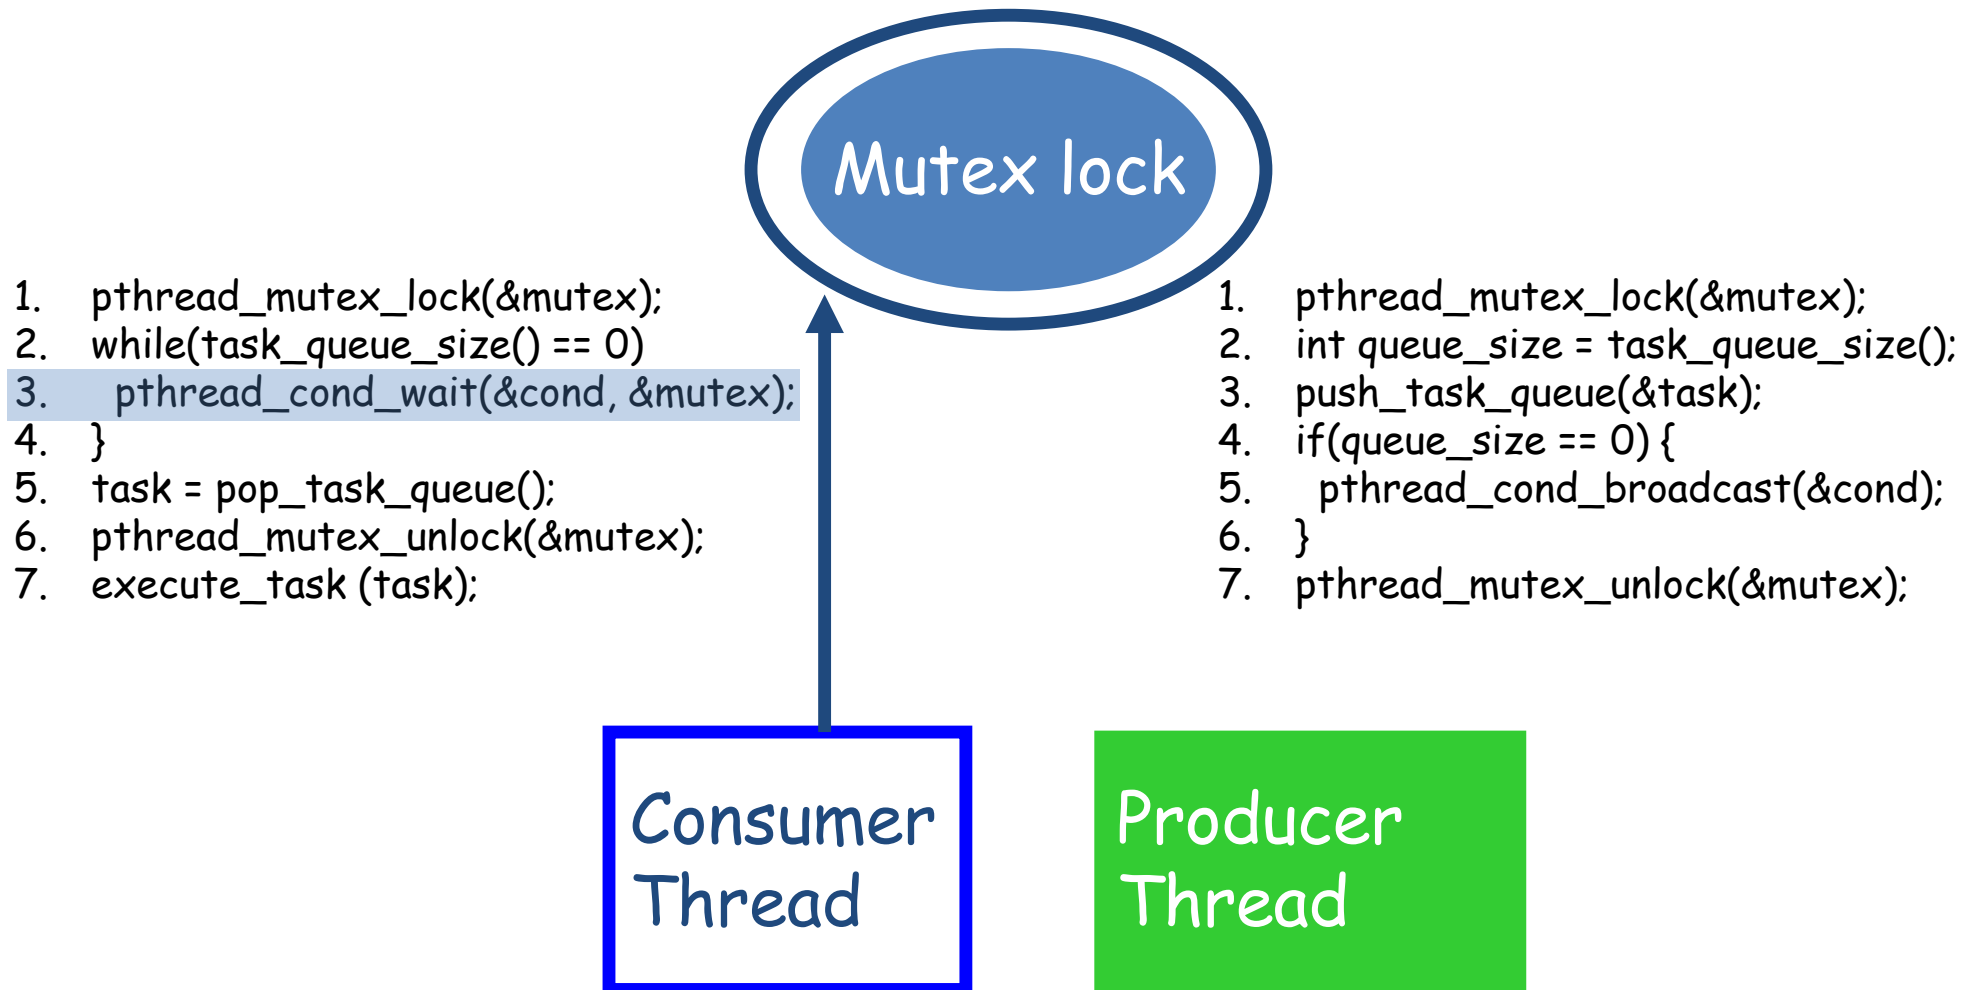 Mutex lock
1. pthread_mutex_lock(&mutex);
2. while(task_queue_size() == 0)
3. pthread_cond_wait(&cond, &mutex);
4. }
5. task = pop_task_queue();
6. pthread_mutex_unlock(&mutex);
7. execute_task (task);
1. pthread_mutex_lock(&mutex);
2. int queue_size = task_queue_size();
3. push_task_queue(&task);
4. if(queue_size == 0) {
5. pthread_cond_broadcast(&cond);
6. }
7. pthread_mutex_unlock(&mutex);
Consumer
Thread
Producer
Thread